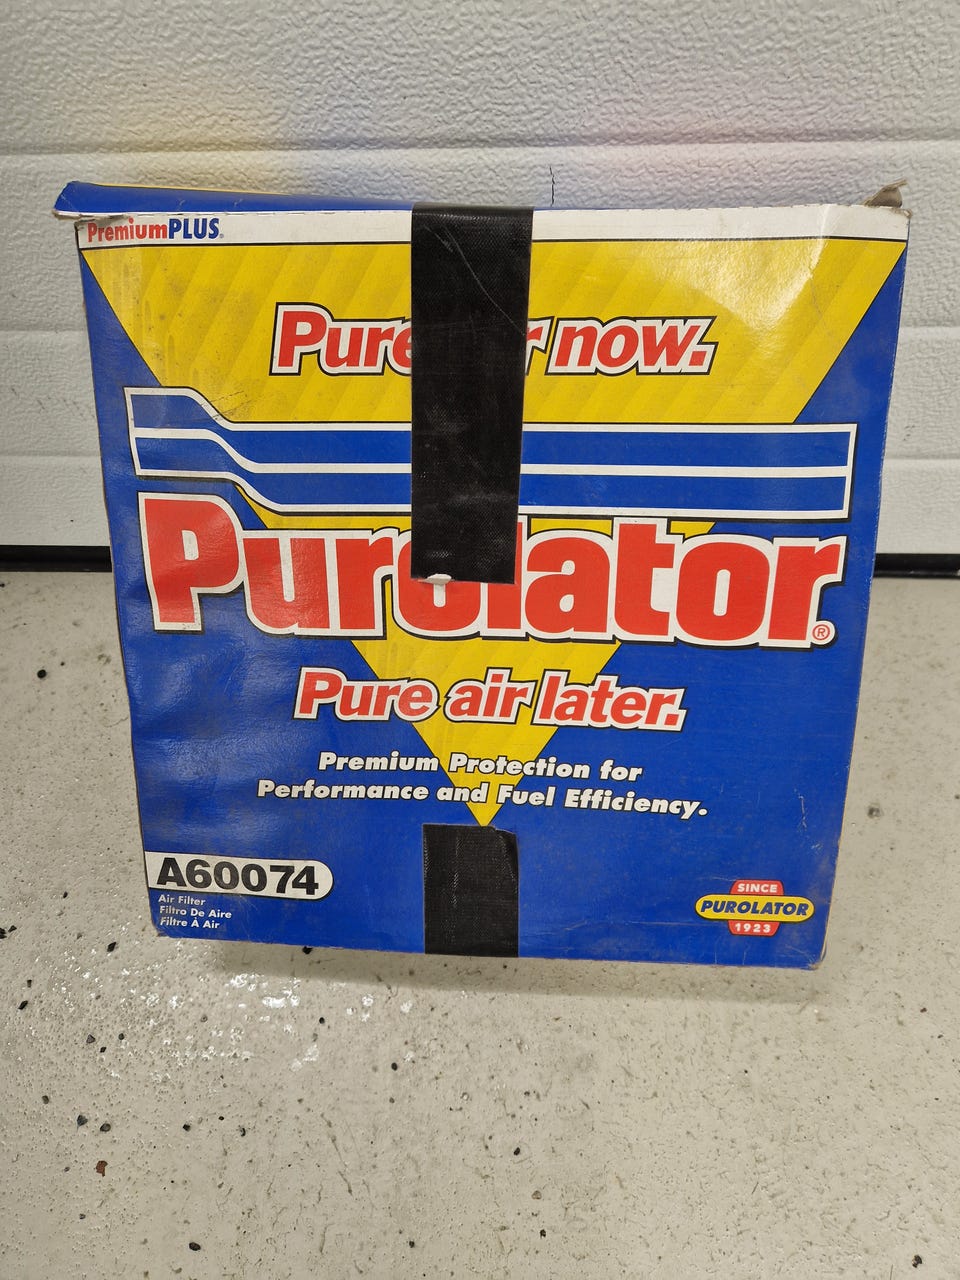 PremiumPLUS®
Pure now.
Purolator®
Pure air later.
Premium Protection for
Performance and Fuel Efficiency.
A60074
Air Filter
Filtro De Aire
Filtre À Air
SINCE
PUROLATOR
1923